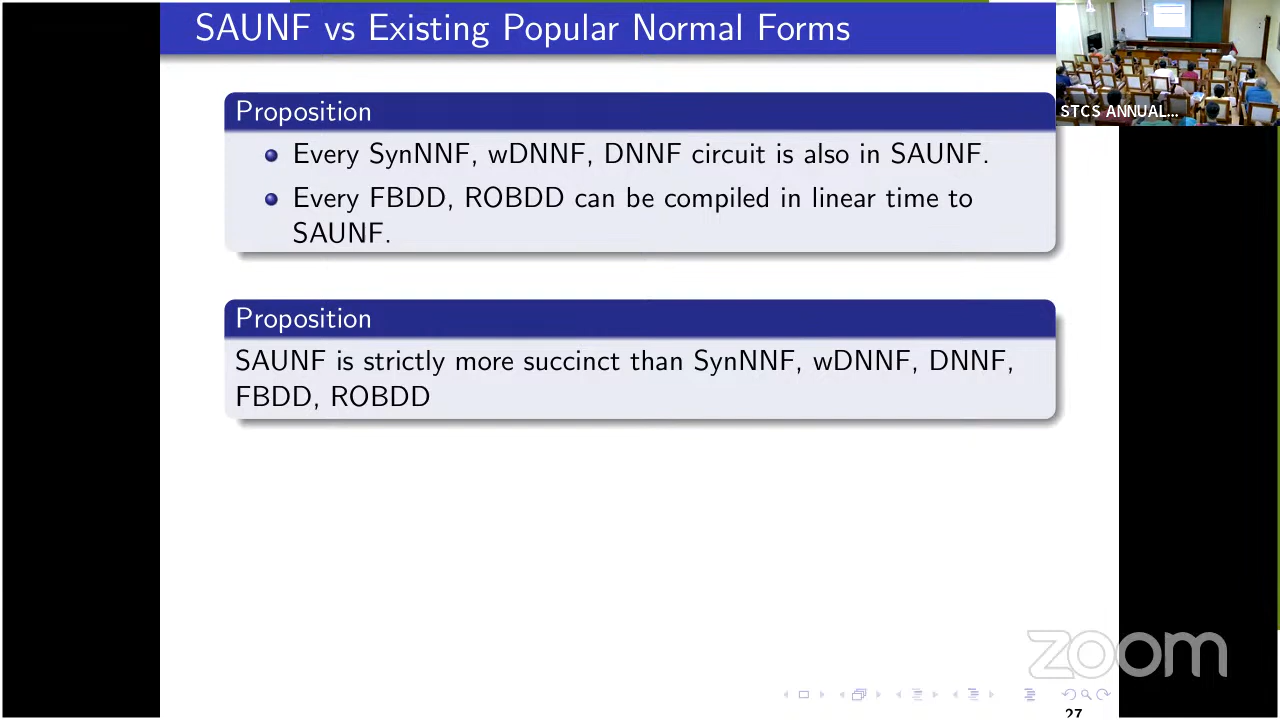 SAUNF vs Existing Popular Normal Forms
Proposition
Every SynNNF, wDNNF, DNNF circuit is also in SAUNF.
Every FBDD, ROBDD can be compiled in linear time to
SAUNF.
Proposition
SAUNF is strictly more succinct than SynNNF, wDNNF, DNNF,
FBDD, ROBDD
STCS ANNUAL...
zoom
27